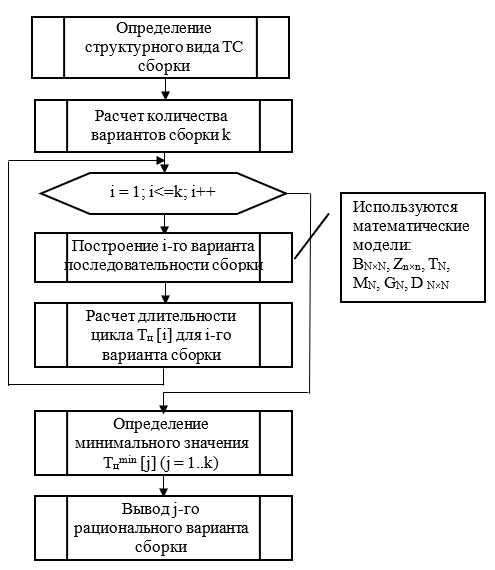 Определение
структурного вида ТС
сборки
Расчет количества
вариантов сборки k
i = 1; i<=k; i++
Построение i-го варианта
последовательности сборки
Используются
математические
модели:
BN×N, Zn×n, TN,
MN, GN, D N×N
Расчет длительности
цикла Tц [i] для i-го
варианта сборки
Определение
минимального значения
Tцmin [j] (j = 1..k)
Вывод j-го
рационального варианта
сборки